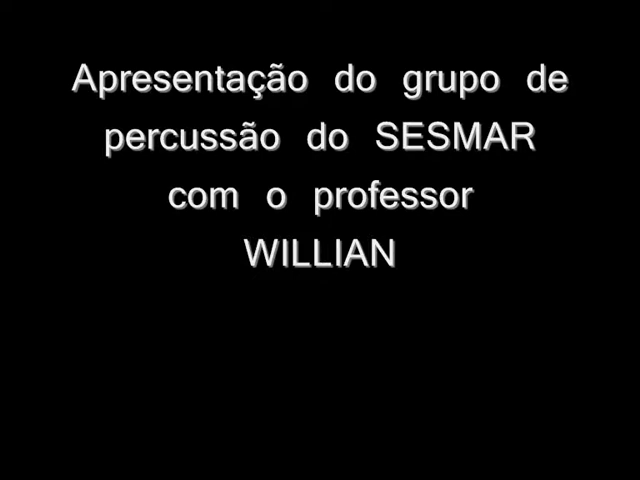 Apresentação do grupo de
percussão do SESMAR
com o professor
WILLIAN